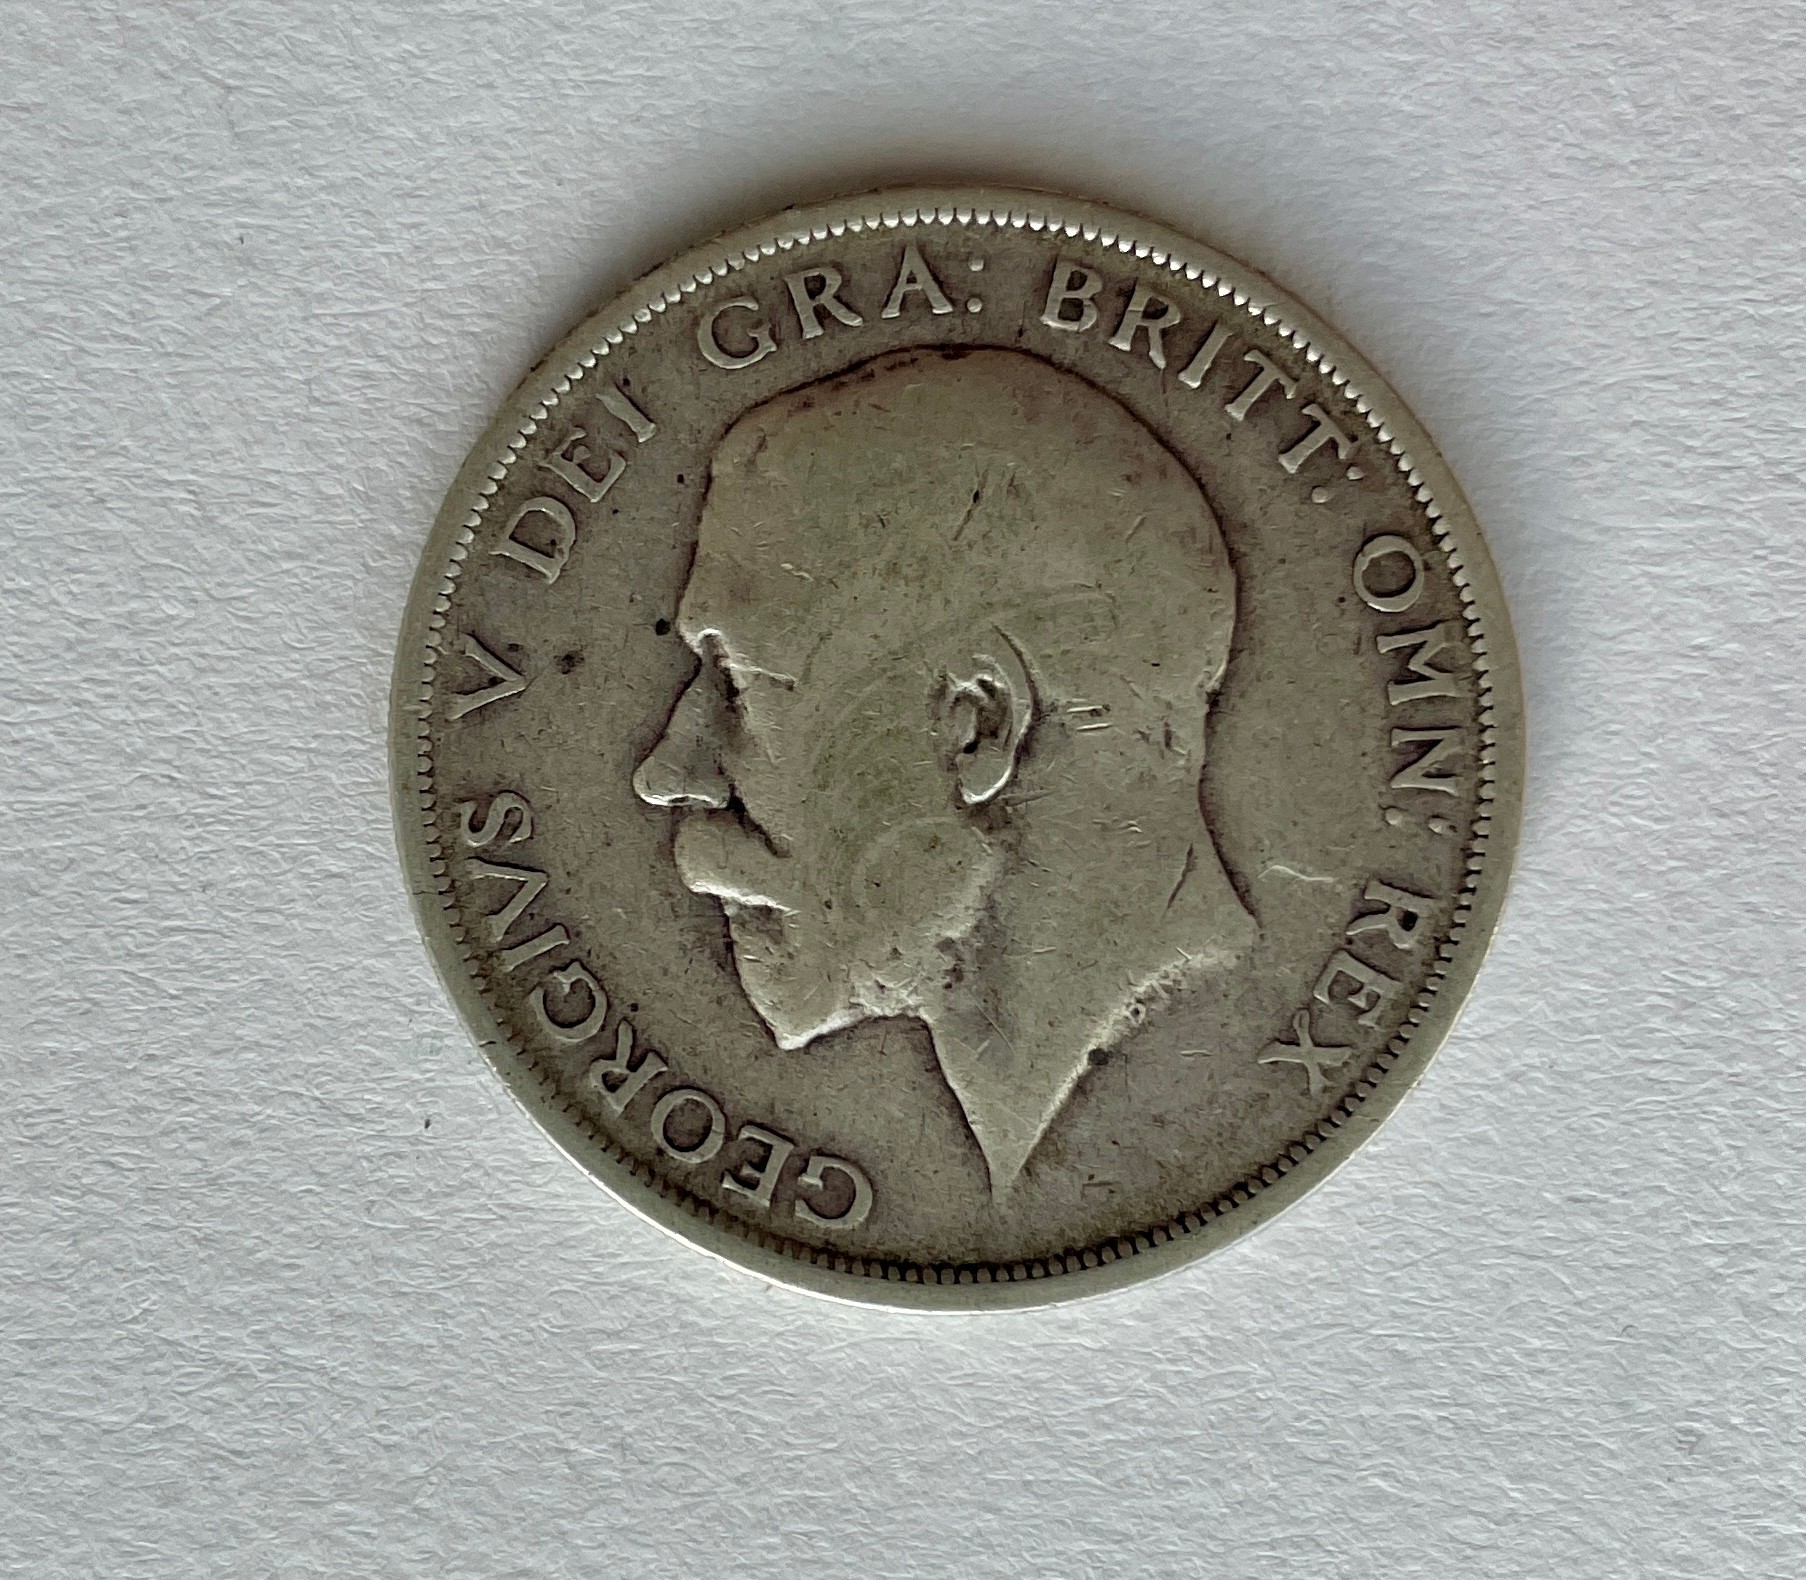 GEORGIVS V DEI GRA: BRITT: OMN: REX